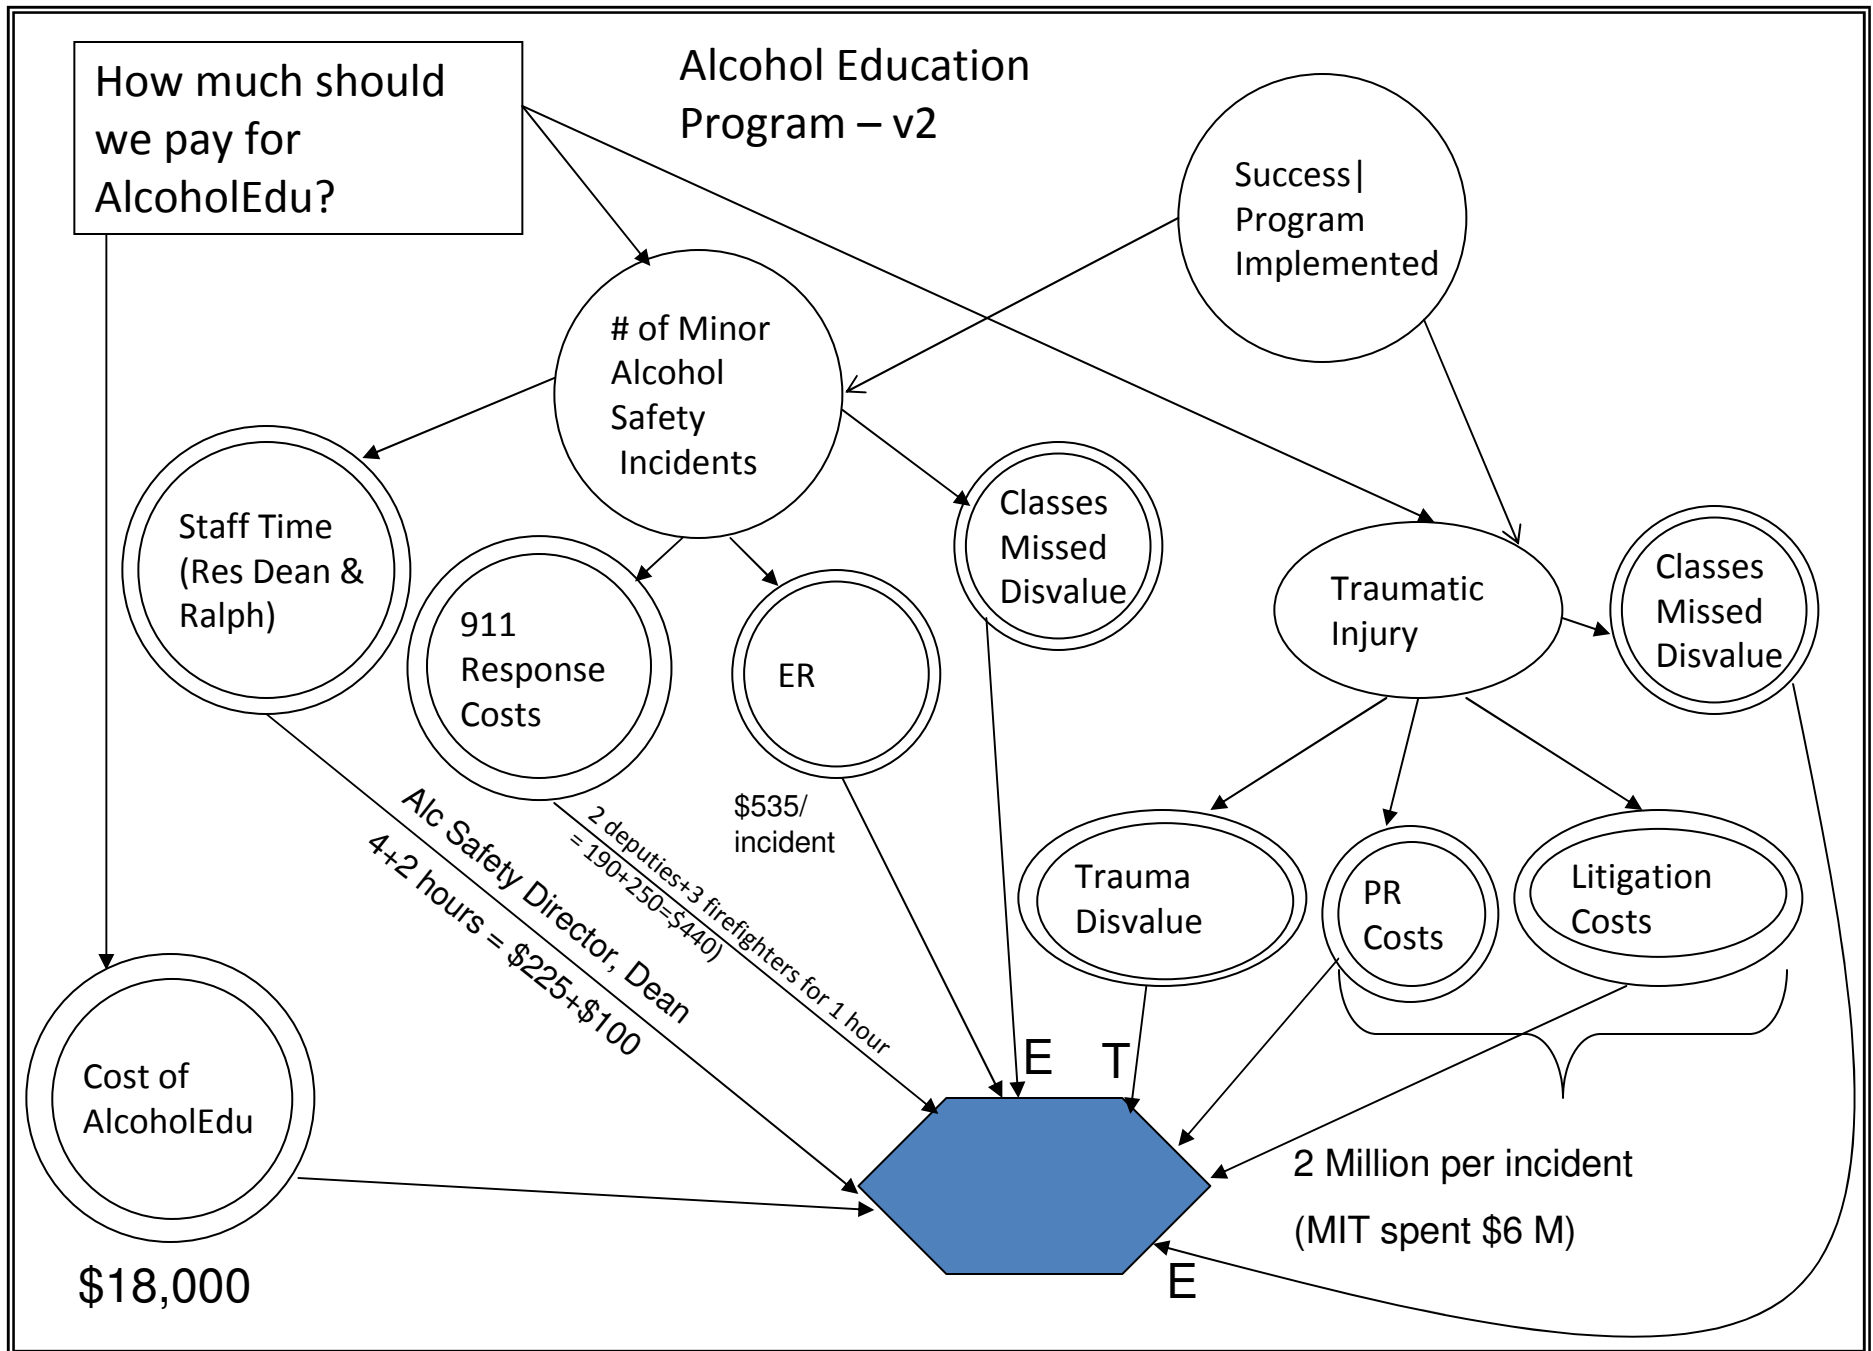 How much should
we pay for
AlcoholEdu?
Alcohol Education
Program – v2
Success|
Program
Implemented
# of Minor
Alcohol
Safety
Incidents
Staff Time
(Res Dean &
Ralph)
911
Response
Costs
ER
Classes
Missed
Disvalue
Traumatic
Injury
Classes
Missed
Disvalue
$535/
incident
Alc Safety Director, Dean
4+2 hours = $225+$100
2 deputies+3 firefighters for 1 hour
= 190+250=$440)
Trauma
Disvalue
PR
Costs
Litigation
Costs
Cost of
AlcoholEdu
$18,000
E
T
2 Million per incident
(MIT spent $6 M)
E